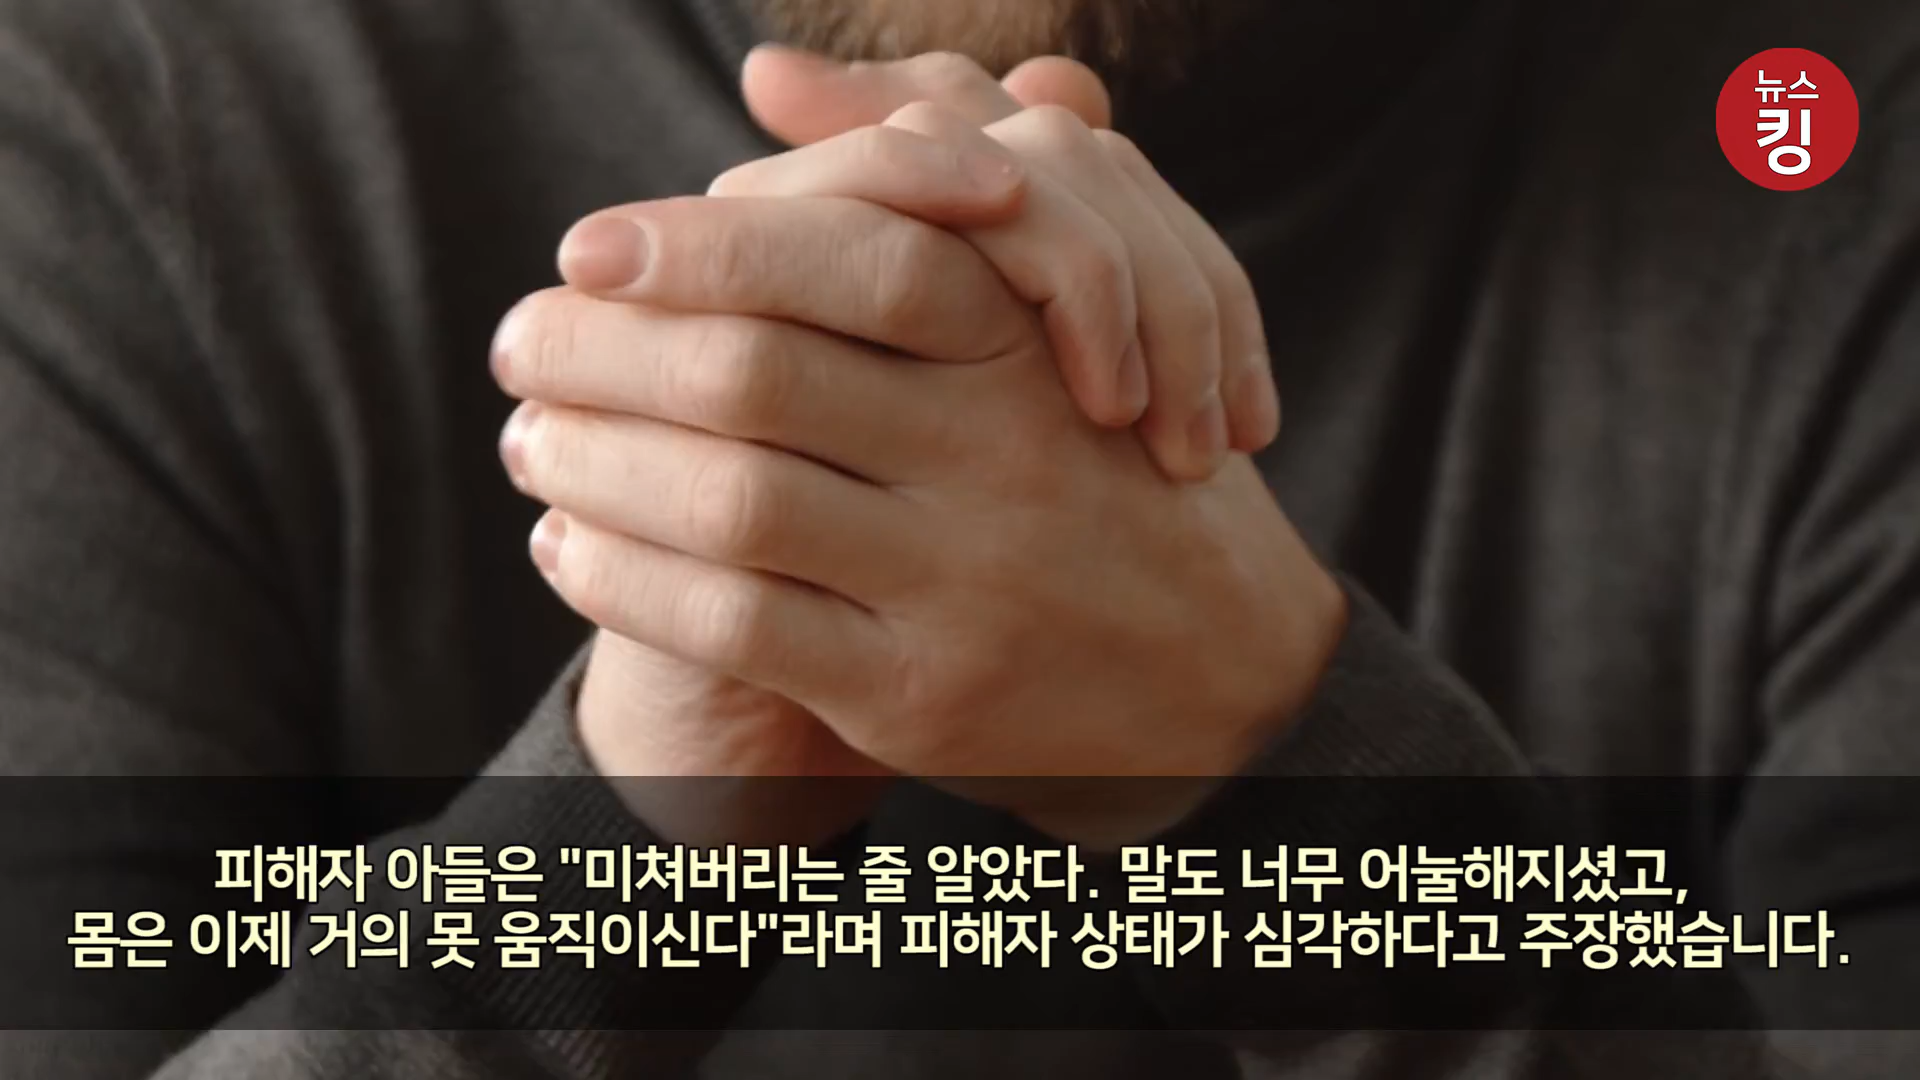 뉴스
킹
피해자 아들은 "미쳐버리는 줄 알았다. 말도 너무 어눌해지셨고,
몸은 이제 거의 못 움직이신다"라며 피해자 상태가 심각하다고 주장했습니다.